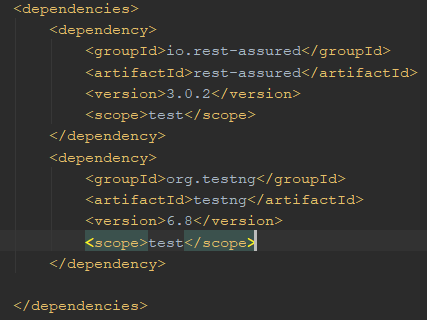 <dependencies>
<dependency>
<groupId>io.rest-assured</groupId>
<artifactId>rest-assured</artifactId>
<version>3.0.2</version>
<scope>test</scope>
</dependency>
<dependency>
<groupId>org.testng</groupId>
<artifactId>testng</artifactId>
<version>6.8</version>
<scope>test</scope>
</dependency>
</dependencies>